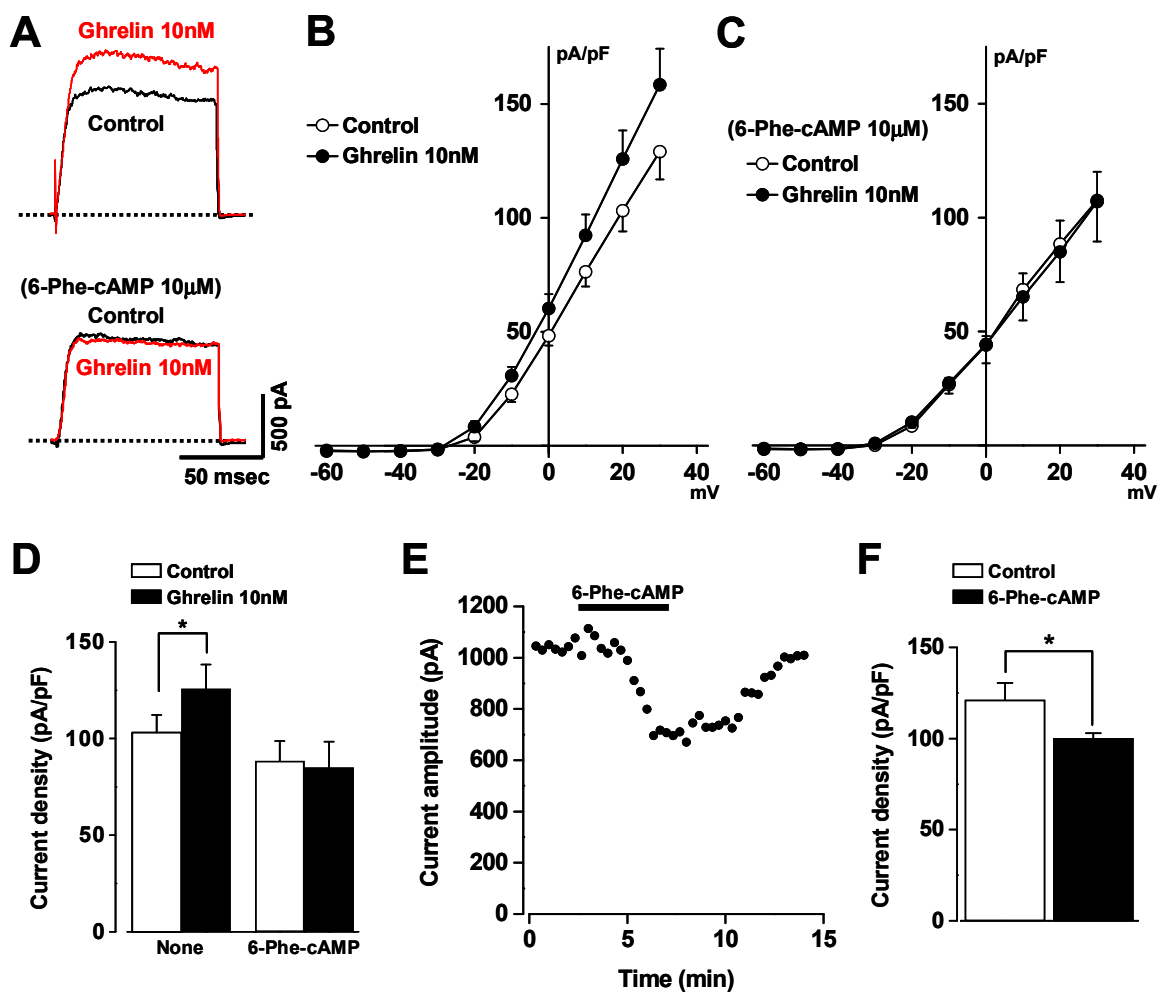 A
Ghrelin 10nM
Control
(6-Phe-cAMP 10μM)
Control
Ghrelin 10nM
500 pA
50 msec
B
pA/pF
150
100
50
Control
Ghrelin 10nM
-60 -40 -20 0 20 40
mV
C
pA/pF
150
100
50
(6-Phe-cAMP 10μM)
Control
Ghrelin 10nM
-60 -40 -20 0 20 40
mV
D
Control
Ghrelin 10nM
*
150
100
50
0
Current density (pA/pF)
None 6-Phe-cAMP
E
6-Phe-cAMP
1200
1000
800
600
400
200
0
Current amplitude (pA)
0 5 10 15
Time (min)
F
Control
6-Phe-cAMP
*
150
100
50
0
Current density (pA/pF)